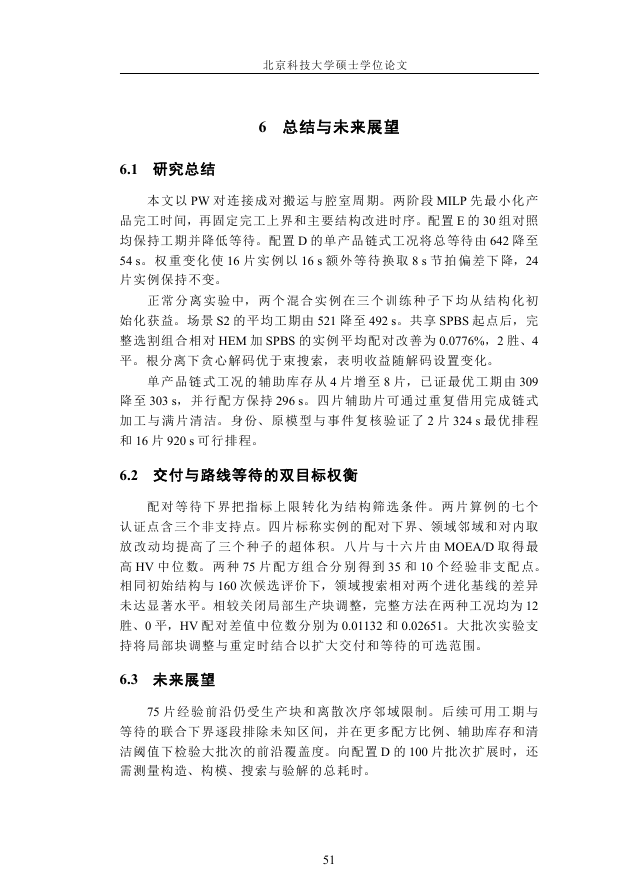 北京科技大学硕士学位论文
6 总结与未来展望
6.1 研究总结
本文以 PW 对连接成对搬运与腔室周期。两阶段 MILP 先最小化产
品完工时间，再固定完工上界和主要结构改进时序。配置 E 的 30 组对照
均保持工期并降低等待。配置 D 的单产品链式工况将总等待由 642 降至
54 s。权重变化使 16 片实例以 16 s 额外等待换取 8 s 节拍偏差下降，24
片实例保持不变。
正常分离实验中，两个混合实例在三个训练种子下均从结构化初
始化获益。场景 S2 的平均工期由 521 降至 492 s。共享 SPBS 起点后，完
整选割组合相对 HEM 加 SPBS 的实例平均配对改善为 0.0776%，2 胜、4
平。根分离下贪心解码优于束搜索，表明收益随解码设置变化。
单产品链式工况的辅助库存从 4 片增至 8 片，已证最优工期由 309
降至 303 s，并行配方保持 296 s。四片辅助片可通过重复借用完成链式
加工与满片清洁。身份、原模型与事件复核验证了 2 片 324 s 最优排程
和 16 片 920 s 可行排程。
6.2 交付与路线等待的双目标权衡
配对等待下界把指标上限转化为结构筛选条件。两片算例的七个
认证点含三个非支持点。四片标称实例的配对下界、领域邻域和对内取
放改动均提高了三个种子的超体积。八片与十六片由 MOEA/D 取得最
高 HV 中位数。两种 75 片配方组合分别得到 35 和 10 个经验非支配点。
相同初始结构与 160 次候选评价下，领域搜索相对两个进化基线的差异
未达显著水平。相较关闭局部生产块调整，完整方法在两种工况均为 12
胜、0 平，HV 配对差值中位数分别为 0.01132 和 0.02651。大批次实验支
持将局部块调整与重定时结合以扩大交付和等待的可选范围。
6.3 未来展望
75 片经验前沿仍受生产块和离散次序邻域限制。后续可用工期与
等待的联合下界逐段排除未知区间，并在更多配方比例、辅助库存和清
洁阈值下检验大批次的前沿覆盖度。向配置 D 的 100 片批次扩展时，还
需测量构造、构模、搜索与验解的总耗时。
51